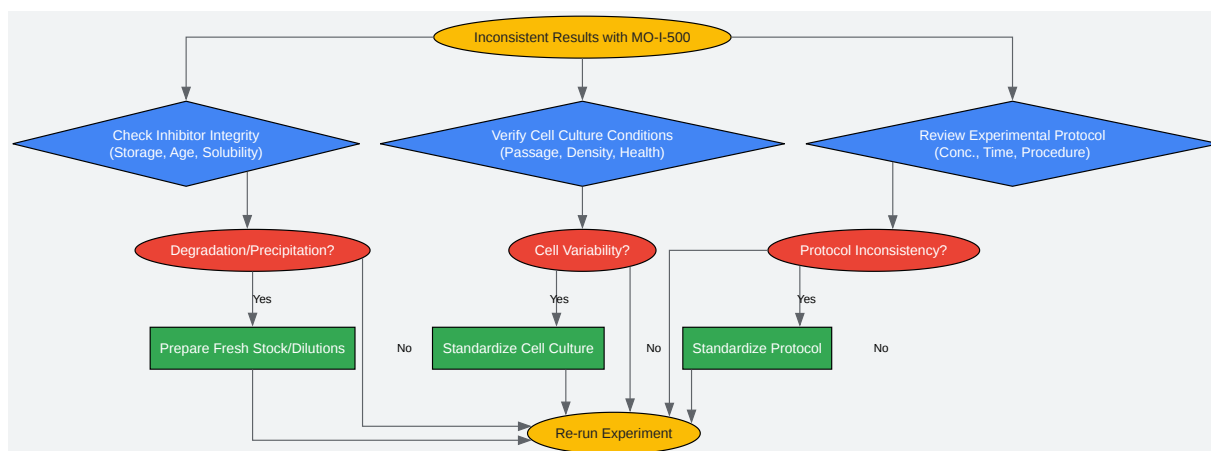 Inconsistent Results with MO-I-500
Check Inhibitor Integrity
(Storage, Age, Solubility)
Verify Cell Culture Conditions
(Passage, Density, Health)
Review Experimental Protocol
(Conc., Time, Procedure)
Degradation/Precipitation?
Cell Variability?
Protocol Inconsistency?
Yes
Yes
Yes
Prepare Fresh Stock/Dilutions
No
Standardize Cell Culture
No
Standardize Protocol
No
Re-run Experiment